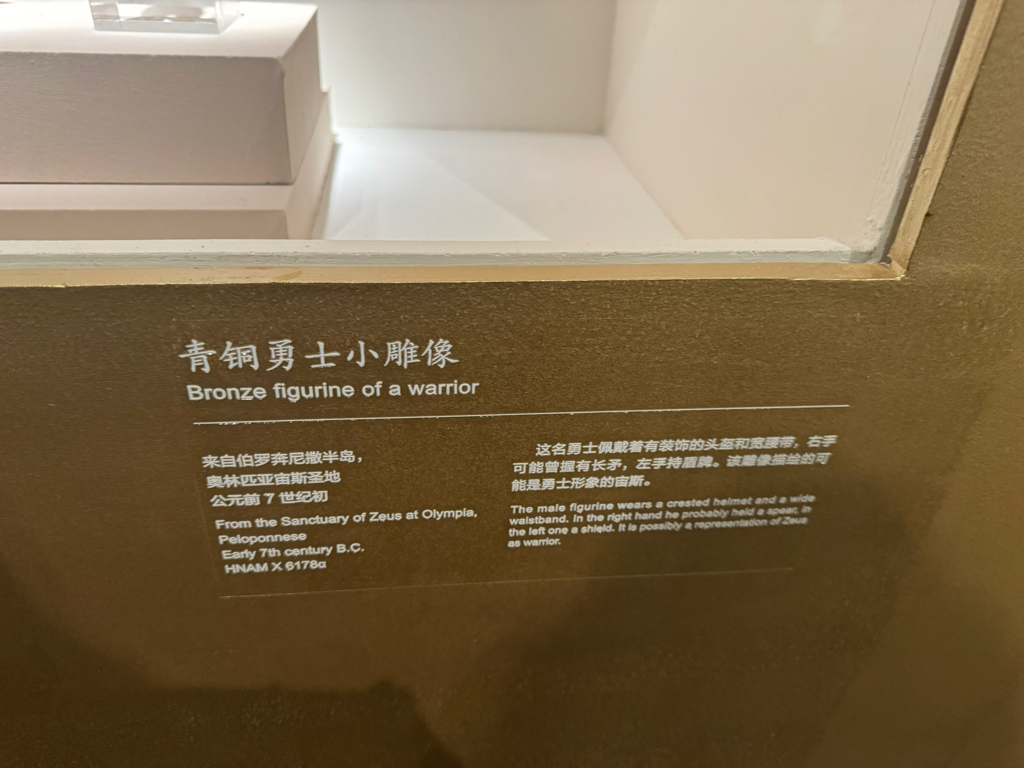 青铜勇士小雕像
Bronze figurine of a warrior
来自伯罗奔尼撒半岛，
奥林匹亚宙斯圣地
公元前 7 世纪初
From the Sanctuary of Zeus at Olympia,
Peloponnese
Early 7th century B.C.
HNAM X 6178α
这名勇士佩戴着有装饰的头盔和宽腰带，右手
可能曾握有长矛，左手持盾牌。该雕像描绘的可
能是勇士形象的宙斯。
The male figurine wears a crested helmet and a wide
waistband. In the right hand he probably held a spear, in
the left one a shield. It is possibly a representation of Zeus
as warrior.